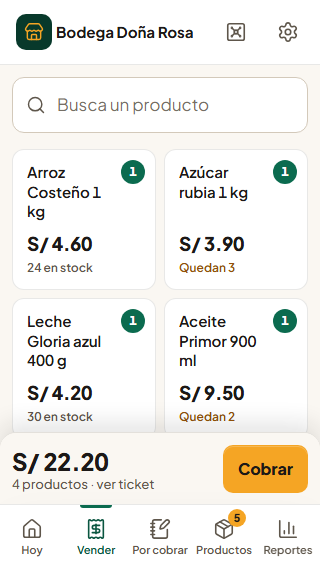 Bodega Doña Rosa
Busca un producto
Arroz
Costeño 1
kg
1
S/ 4.60
24 en stock
Azúcar
rubia 1 kg
1
S/ 3.90
Quedan 3
Leche
Gloria azul
400 g
1
S/ 4.20
30 en stock
Aceite
Primor 900
ml
1
S/ 9.50
Quedan 2
S/ 22.20
4 productos · ver ticket
Cobrar
Hoy
Vender
Por cobrar
5
Productos
Reportes